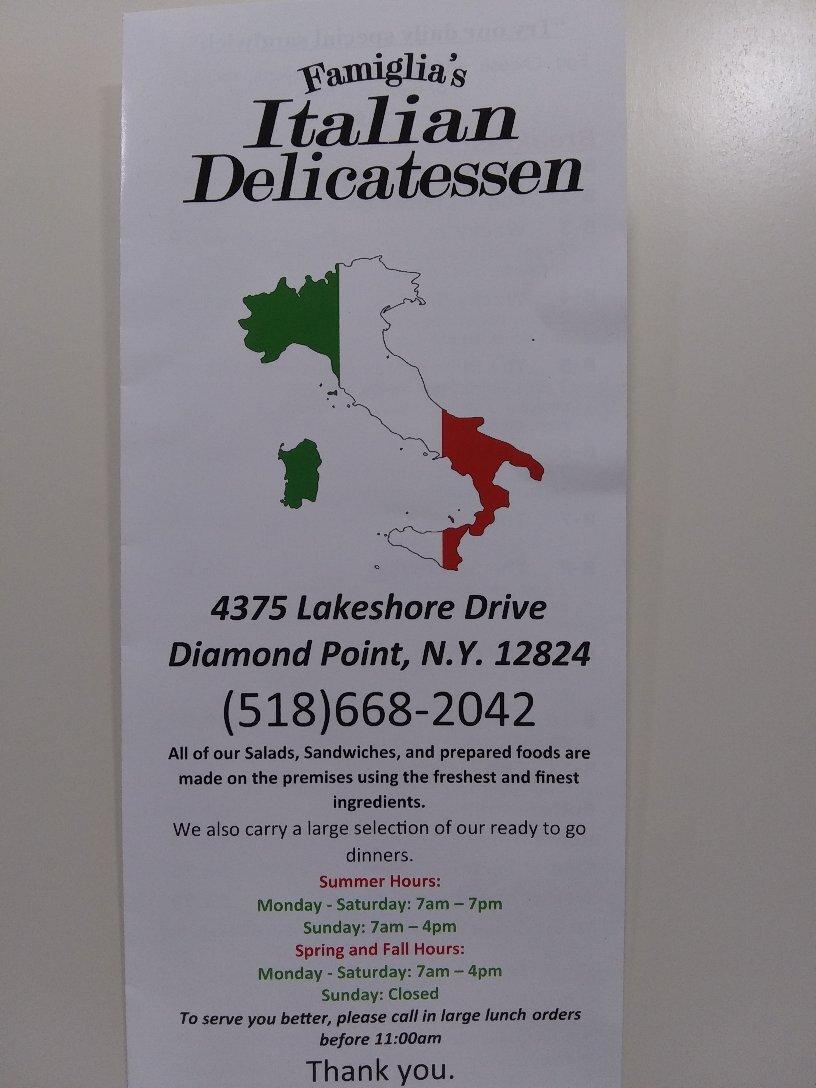 Famiglia's
Italian
Delicatessen
4375 Lakeshore Drive
Diamond Point, N.Y. 12824
(518)668-2042
All of our Salads, Sandwiches, and prepared foods are
made on the premises using the freshest and finest
ingredients.
We also carry a large selection of our ready to go
dinners.
Summer Hours:
Monday - Saturday: 7am – 7pm
Sunday: 7am – 4pm
Spring and Fall Hours:
Monday - Saturday: 7am – 4pm
Sunday: Closed
To serve you better, please call in large lunch orders
before 11:00am
Thank you.